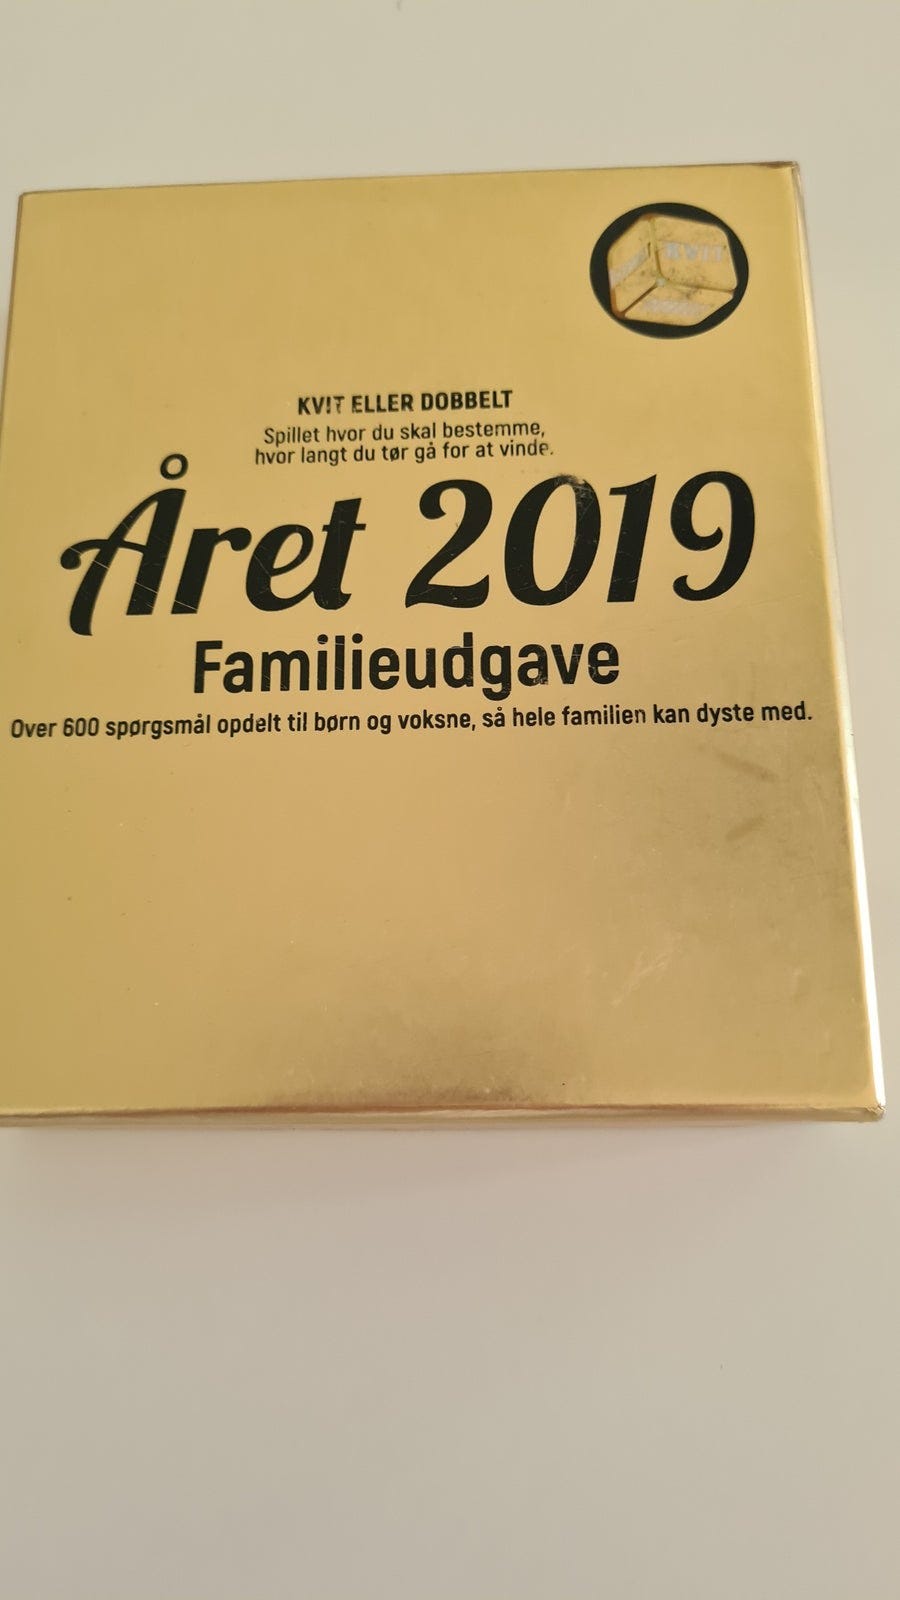 KVIT
KVIT ELLER DOBBELT
Spillet hvor du skal bestemme,
hvor langt du tør gå for at vinde.
Året 2019
Familieudgave
Over 600 spørgsmål opdelt til børn og voksne, så hele familien kan dyste med.